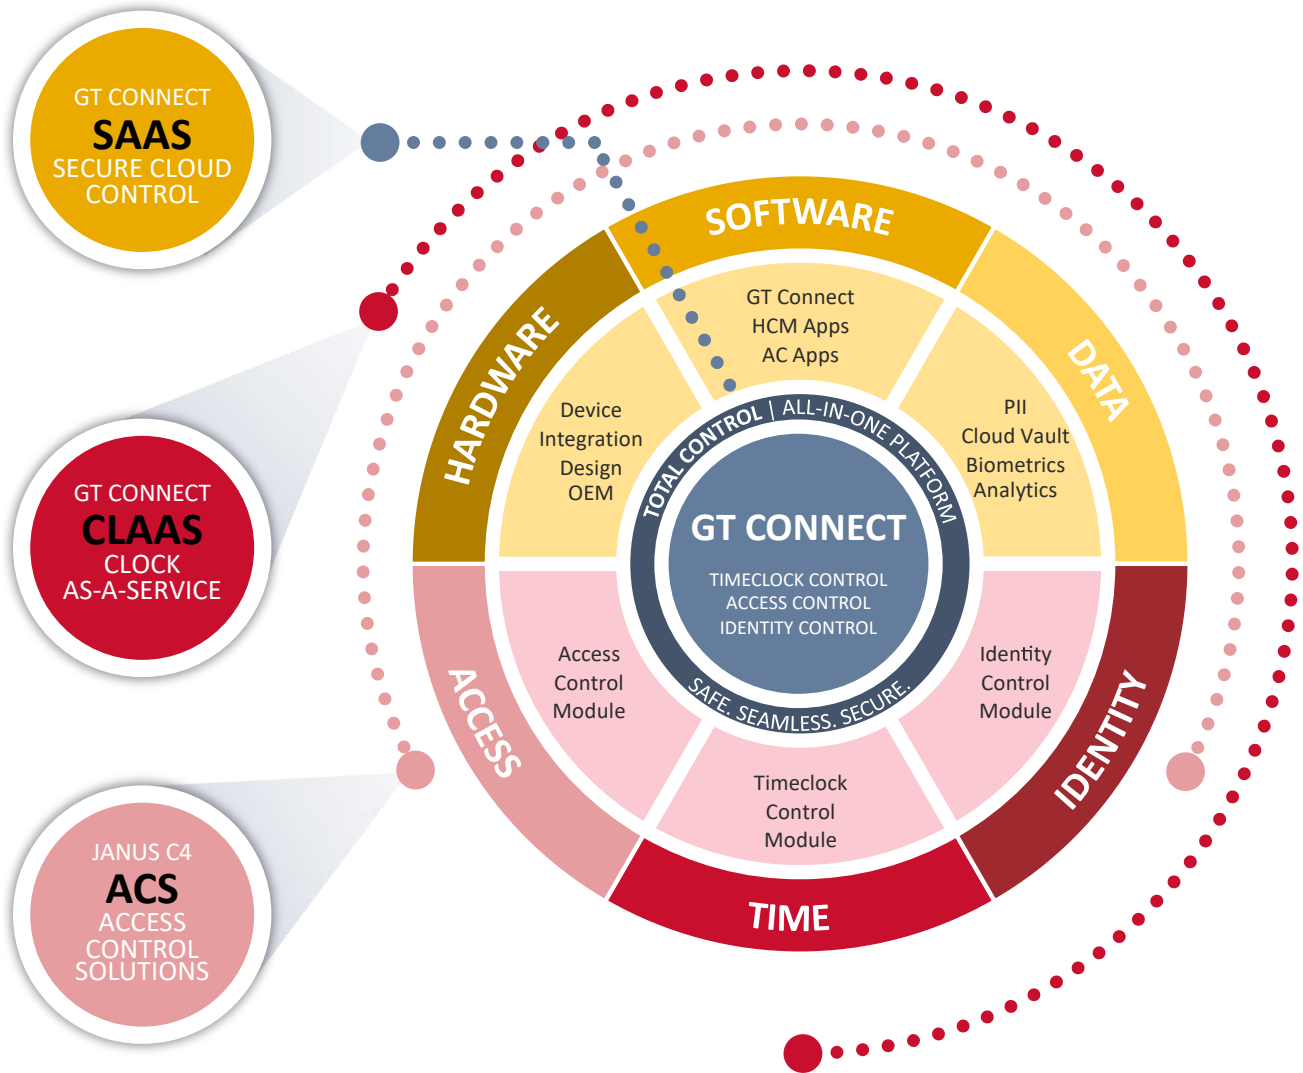 GT CONNECT
SAAS
SECURE CLOUD
CONTROL
GT CONNECT
CLAAS
CLOCK
AS-A-SERVICE
JANUS C4
ACS
ACCESS
CONTROL
SOLUTIONS
SOFTWARE
GT Connect
HCM Apps
AC Apps
HARDWARE
Device
Integration
Design
OEM
DATA
PII
Cloud Vault
Biometrics
Analytics
TOTAL CONTROL | ALL-IN-ONE PLATFORM
GT CONNECT
TIMECLOCK CONTROL
ACCESS CONTROL
IDENTITY CONTROL
SAFE. SEAMLESS. SECURE.
ACCESS
Access
Control
Module
IDENTITY
Identity
Control
Module
Timeclock
Control
Module
TIME